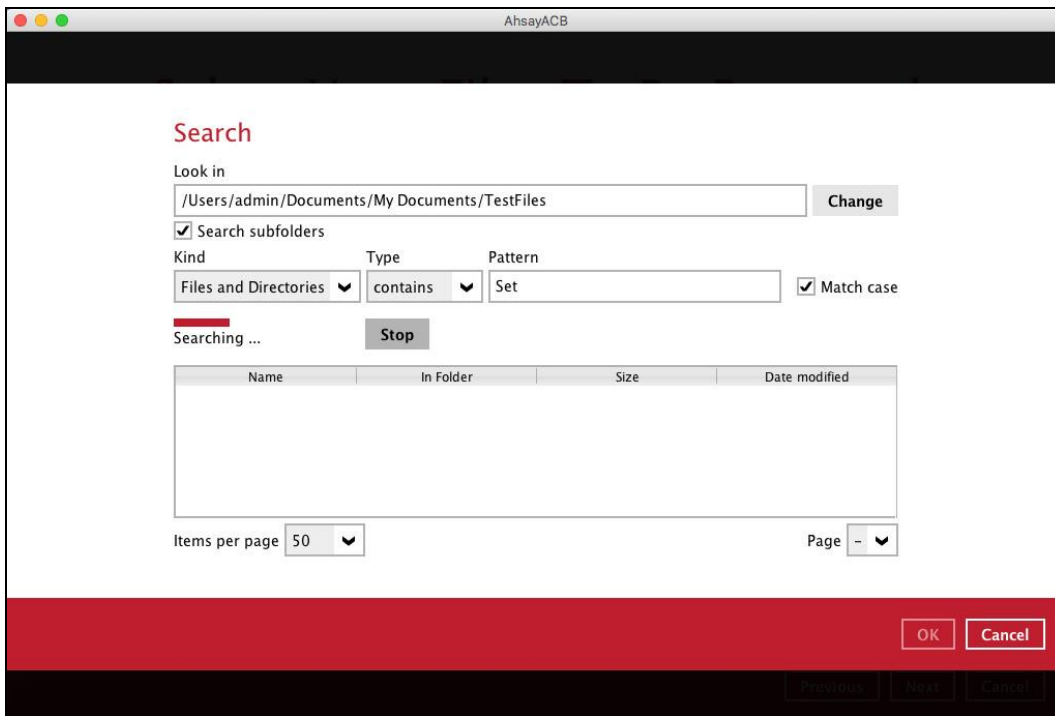 AhsayACB
Search
Look in
/Users/admin/Documents/My Documents/TestFiles
Change
Search subfolders
Kind Type Pattern
Files and Directories contains Set Match case
Searching ... Stop
Name In Folder Size Date modified
Items per page 50 Page -
OK Cancel
Previous Next Cancel